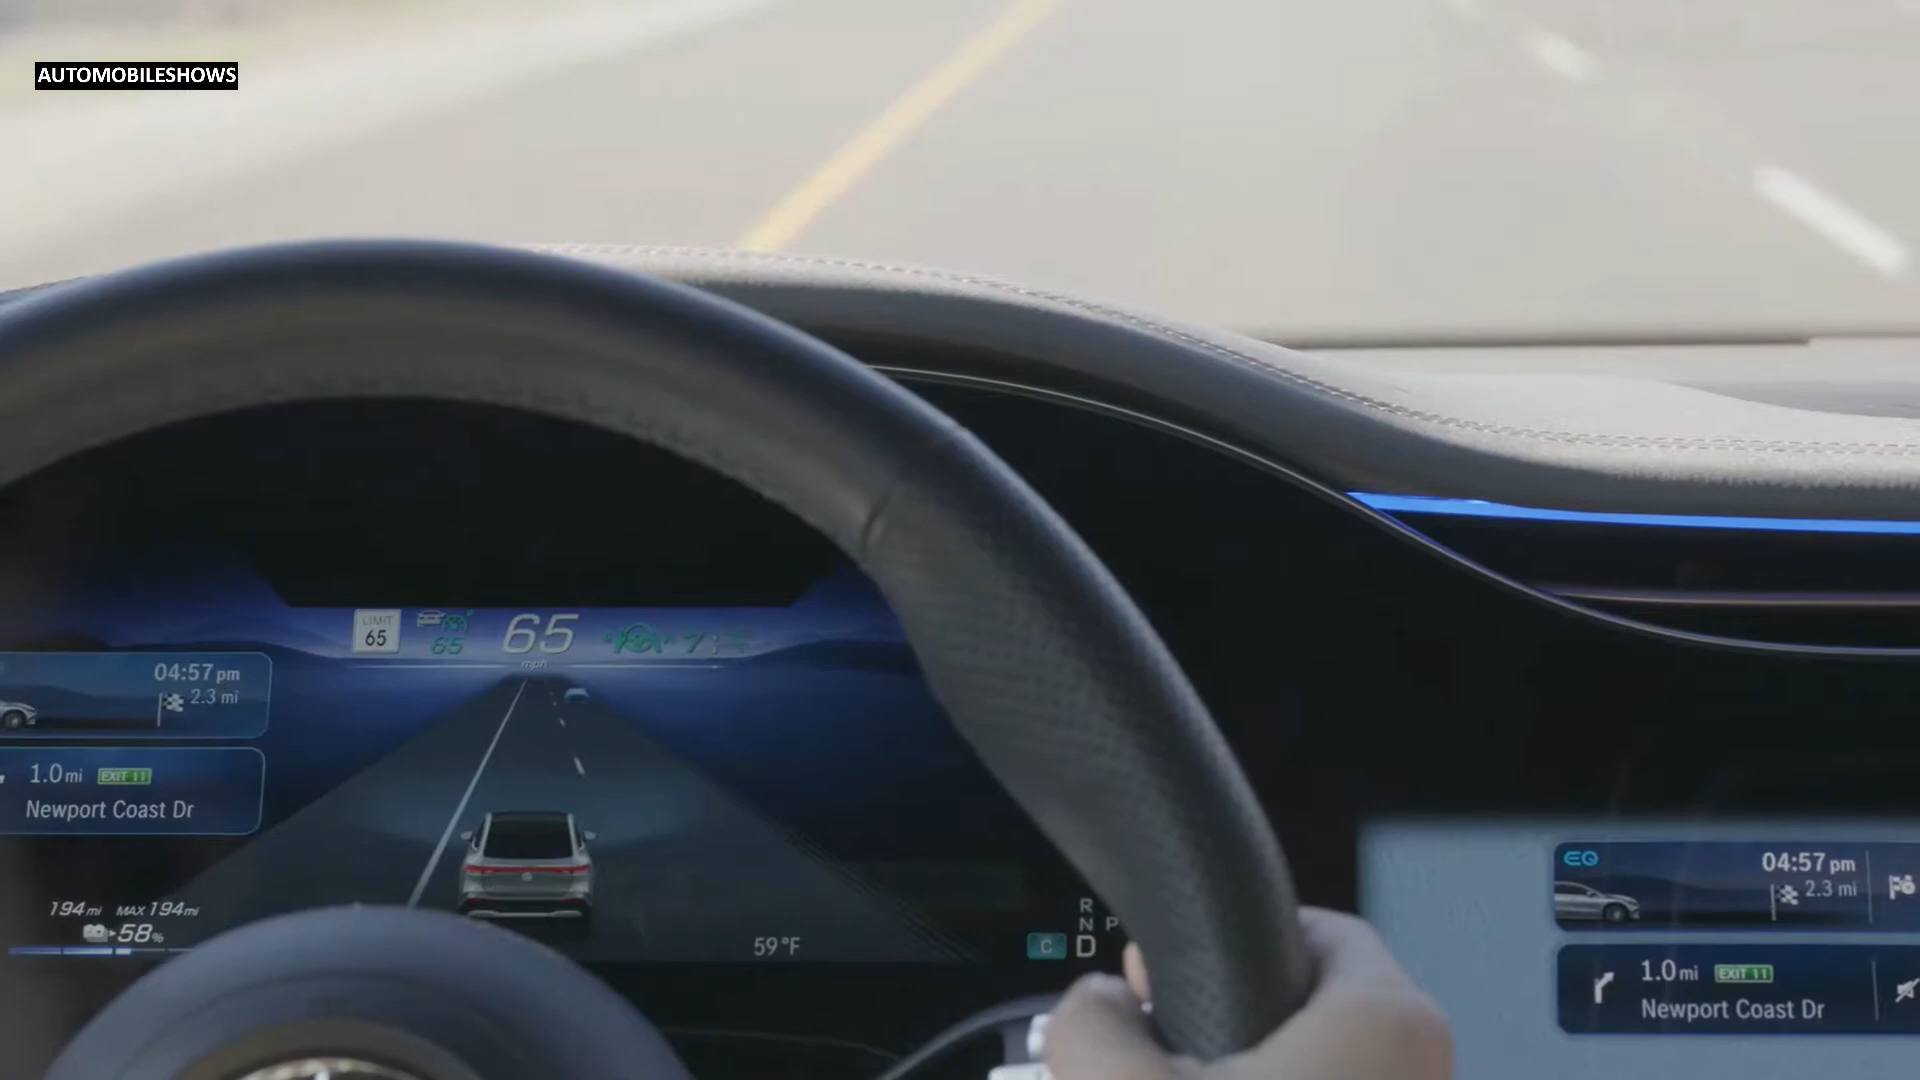 AUTOMOBILESHOWS
LIMIT
65
65
65
mph
04:57 pm
2.3 mi
1.0 mi EXIT 11
Newport Coast Dr
194 mi MAX 194 mi
58%
59 °F
R
N P
C D
EQ
04:57 pm
2.3 mi
1.0 mi EXIT 11
Newport Coast Dr